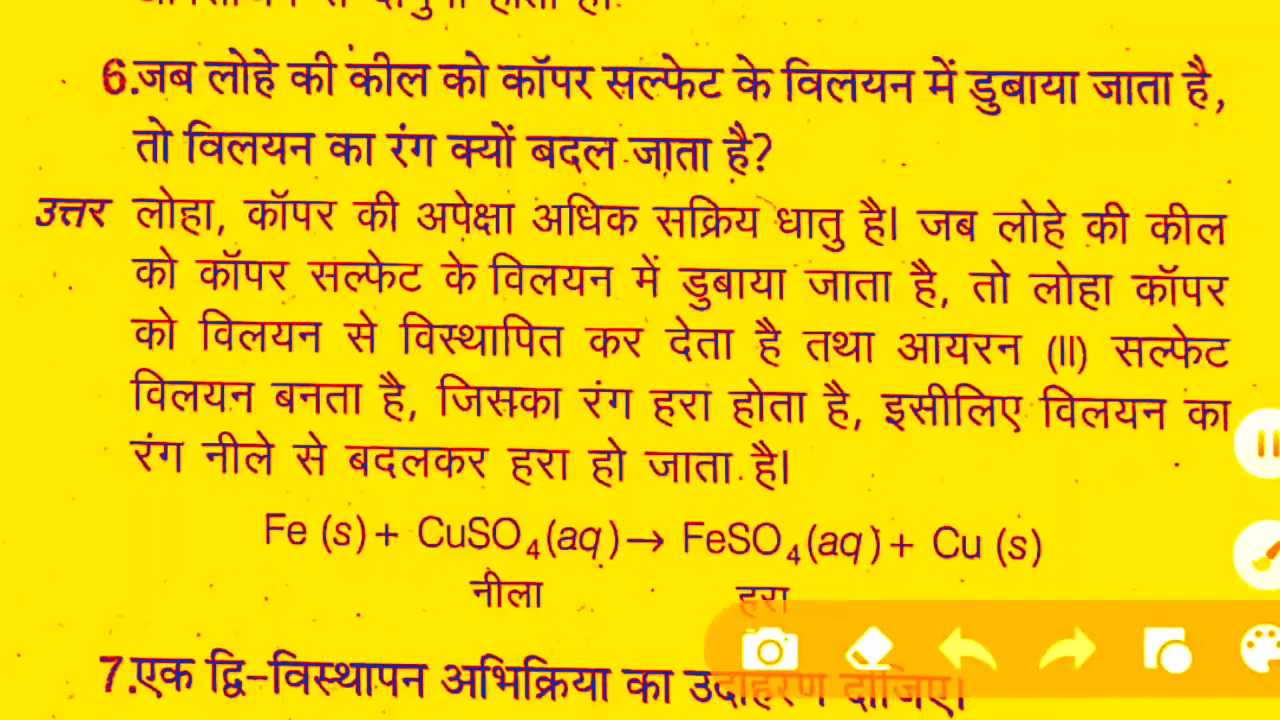 6.जब लोहे की कील को कॉपर सल्फेट के विलयन में डुबाया जाता है,
तो विलयन का रंग क्यों बदल जाता है?
उत्तर लोहा, कॉपर की अपेक्षा अधिक सक्रिय धातु है। जब लोहे की कील
को कॉपर सल्फेट के विलयन में डुबाया जाता है, तो लोहा कॉपर
को विलयन से विस्थापित कर देता है तथा आयरन (II) सल्फेट
विलयन बनता है, जिसका रंग हरा होता है, इसीलिए विलयन का
रंग नीले से बदलकर हरा हो जाता है।
Fe (s) + CuSO₄(aq) → FeSO₄(aq) + Cu (s)
नीला हरा
7.एक द्वि-विस्थापन अभिक्रिया का उदाहरण दीजिए।